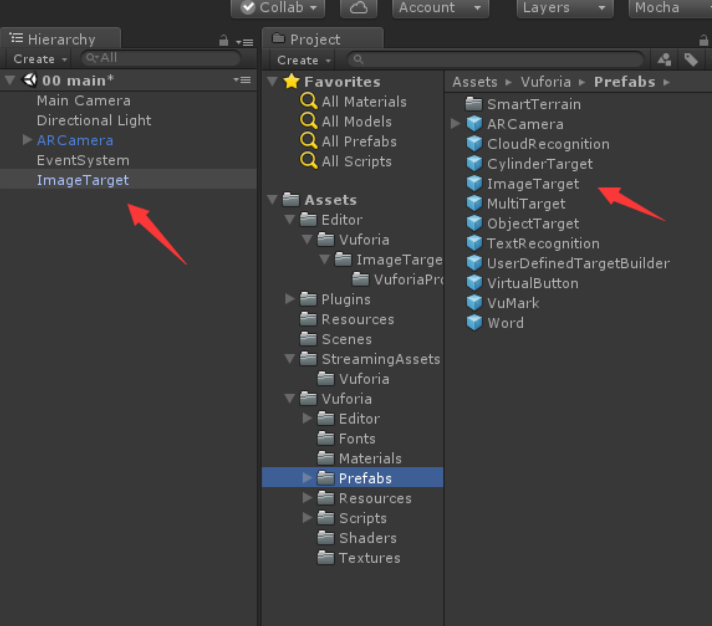 Collab
Account
Layers
Mocha
Hierarchy
Create
All
00 main*
Main Camera
Directional Light
ARCamera
EventSystem
ImageTarget
Project
Create
Favorites
All Materials
All Models
All Prefabs
All Scripts
Assets
Editor
Vuforia
ImageTarge
VuforiaPro
Plugins
Resources
Scenes
StreamingAssets
Vuforia
Vuforia
Editor
Fonts
Materials
Prefabs
Resources
Scripts
Shaders
Textures
Assets Vuforia Prefabs
SmartTerrain
ARCamera
CloudRecognition
CylinderTarget
ImageTarget
MultiTarget
ObjectTarget
TextRecognition
UserDefinedTargetBuilder
VirtualButton
VuMark
Word